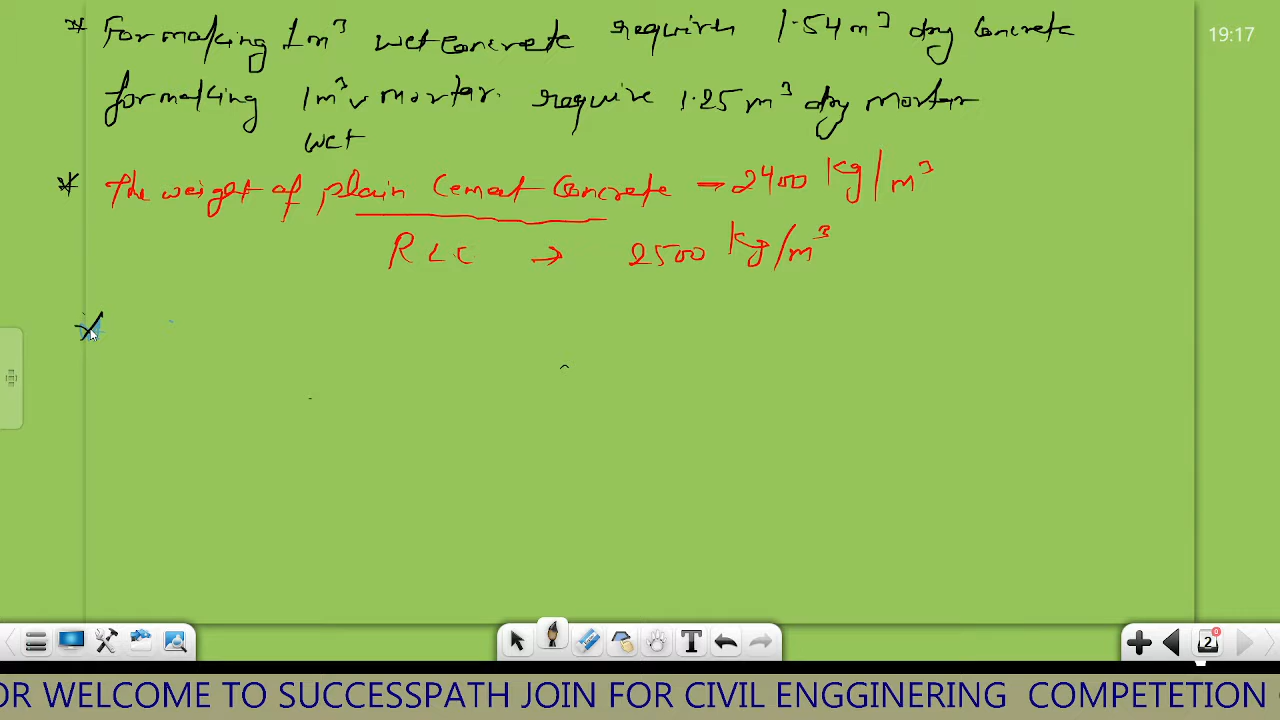 * For making 1m³ wet concrete requires 1.54 m³ dry concrete
19:17
for making 1m³ v mortar. require 1.25 m³ dry mortar
wet
* The weight of plain Cement Concrete - 2400 kg/m³
RCC → 2500 kg/m³
T
2
OR WELCOME TO SUCCESSPATH JOIN FOR CIVIL ENGGINERING COMPETETION